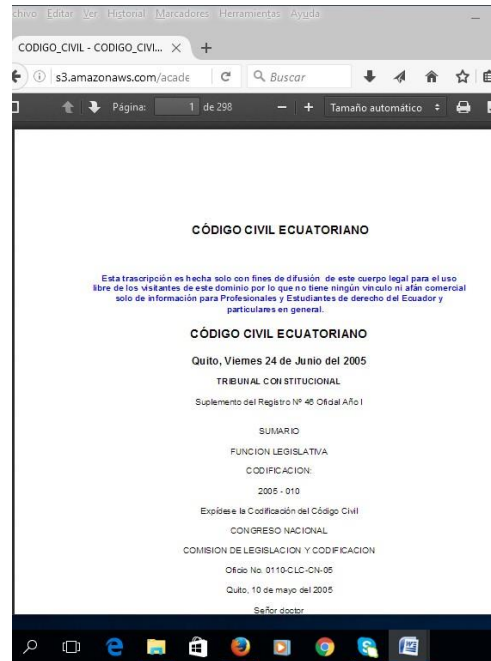 chivo Editar Ver Historial Marcadores Herramientas Ayuda
CODIGO_CIVIL - CODIGO_CIVI...
s3.amazonaws.com/acade
Buscar
Página: 1 de 298
Tamaño automático
CÓDIGO CIVIL ECUATORIANO
Esta trascripción es hecha solo con fines de difusión de este cuerpo legal para el uso
libre de los visitantes de este dominio por lo que no tiene ningún vinculo ni afán comercial
solo de información para Profesionales y Estudiantes de derecho del Ecuador y
particulares en general.
CÓDIGO CIVIL ECUATORIANO
Quito, Viernes 24 de Junio del 2005
TRIBUNAL CONSTITUCIONAL
Suplemento del Registro Nº 46 Oficial Año I
SUMARIO
FUNCION LEGISLATIVA
CODIFICACION:
2005 - 010
Expídese la Codificación del Código Civil
CONGRESO NACIONAL
COMISION DE LEGISLACION Y CODIFICACION
Oficio No. 0110-CLC-CN-05
Quito, 10 de mayo del 2005
Señor doctor